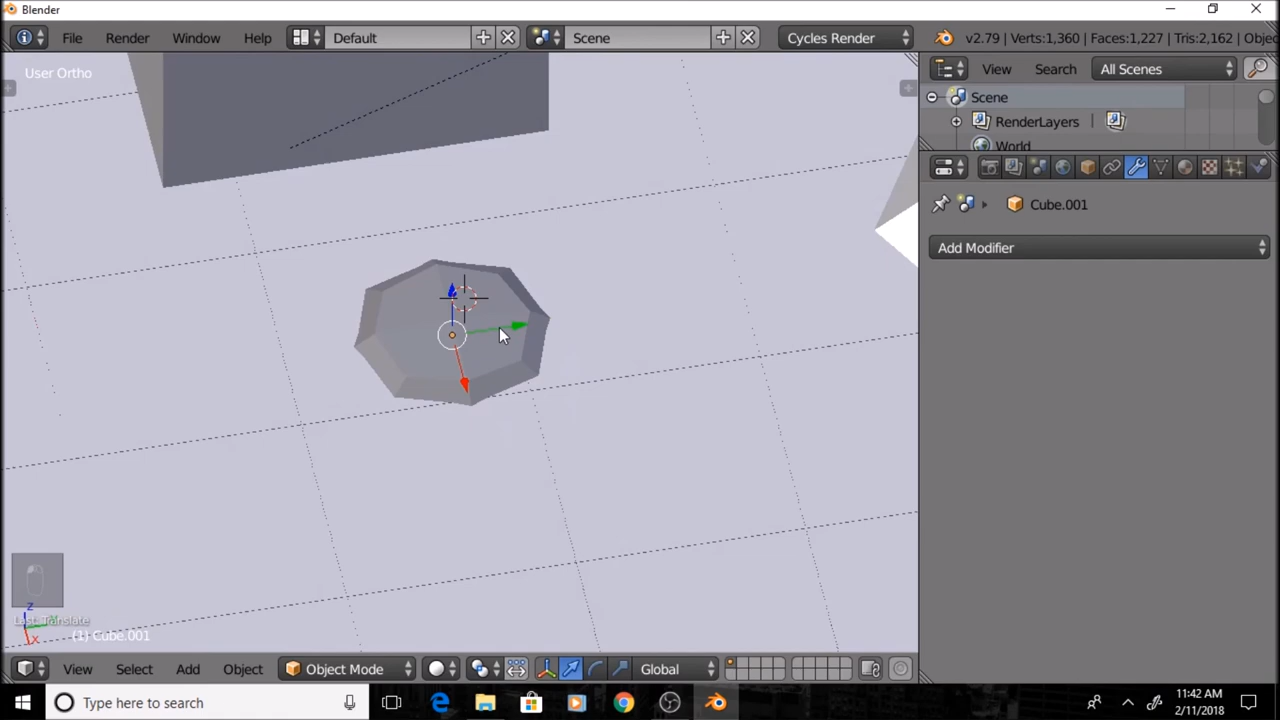 Blender
File Render Window Help Default Scene Cycles Render v2.79 | Verts:1,360 | Faces:1,227 | Tris:2,162 | Objec
User Ortho
View Search All Scenes
Scene
RenderLayers
World
Cube.001
Add Modifier
z
Last: Translate
x
(1) Cube.001
View Select Add Object Object Mode Global
Type here to search
11:42 AM
2/11/2018